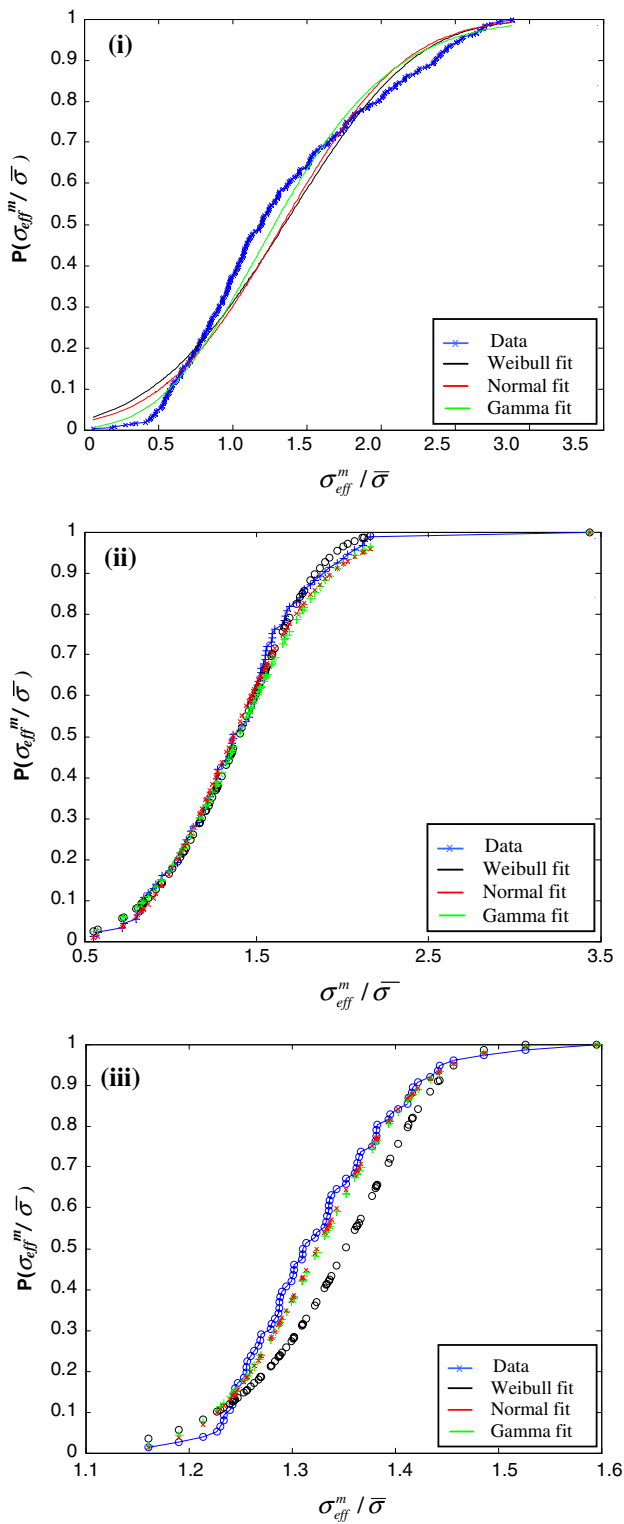 (i)
1
0.9
0.8
0.7
0.6
0.5
0.4
0.3
0.2
0.1
0
P(σ_eff^m / σ̅)
0 0.5 1.0 1.5 2.0 2.5 3.0 3.5
σ_eff^m / σ̅
Data
Weibull fit
Normal fit
Gamma fit
(ii)
1
0.9
0.8
0.7
0.6
0.5
0.4
0.3
0.2
0.1
0
P(σ_eff^m / σ̅)
0.5 1.5 2.5 3.5
σ_eff^m / σ̅
Data
Weibull fit
Normal fit
Gamma fit
(iii)
1
0.9
0.8
0.7
0.6
0.5
0.4
0.3
0.2
0.1
0
P(σ_eff^m / σ̅)
1.1 1.2 1.3 1.4 1.5 1.6
σ_eff^m / σ̅
Data
Weibull fit
Normal fit
Gamma fit